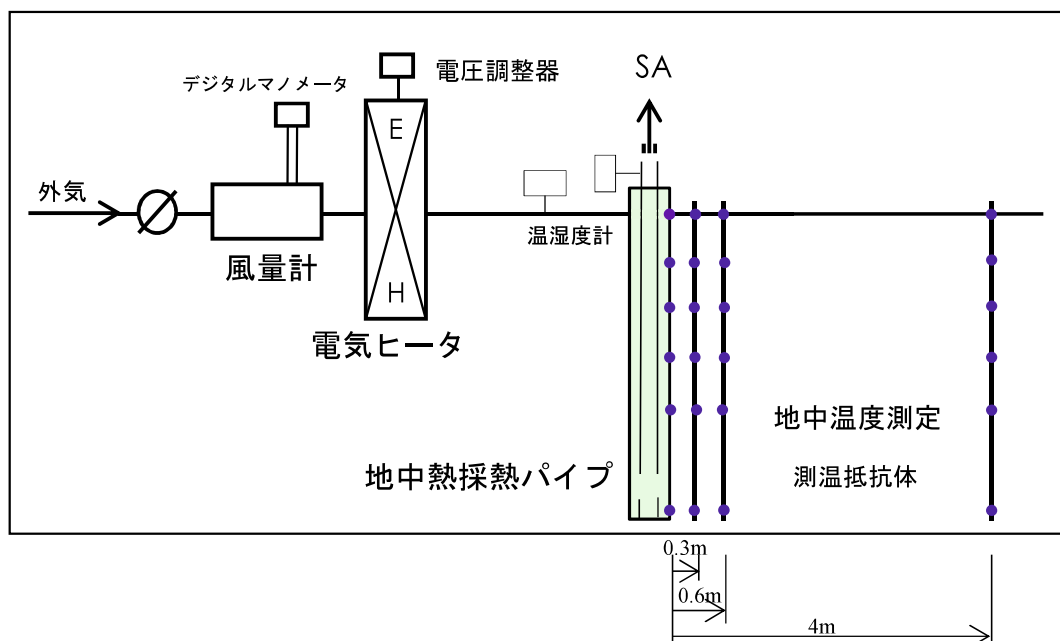 電圧調整器
SA
デジタルマノメータ
E
外気
温湿度計
風量計
H
電気ヒータ
地中温度測定
地中熱採熱パイプ
測温抵抗体
0.3m
0.6m
4m